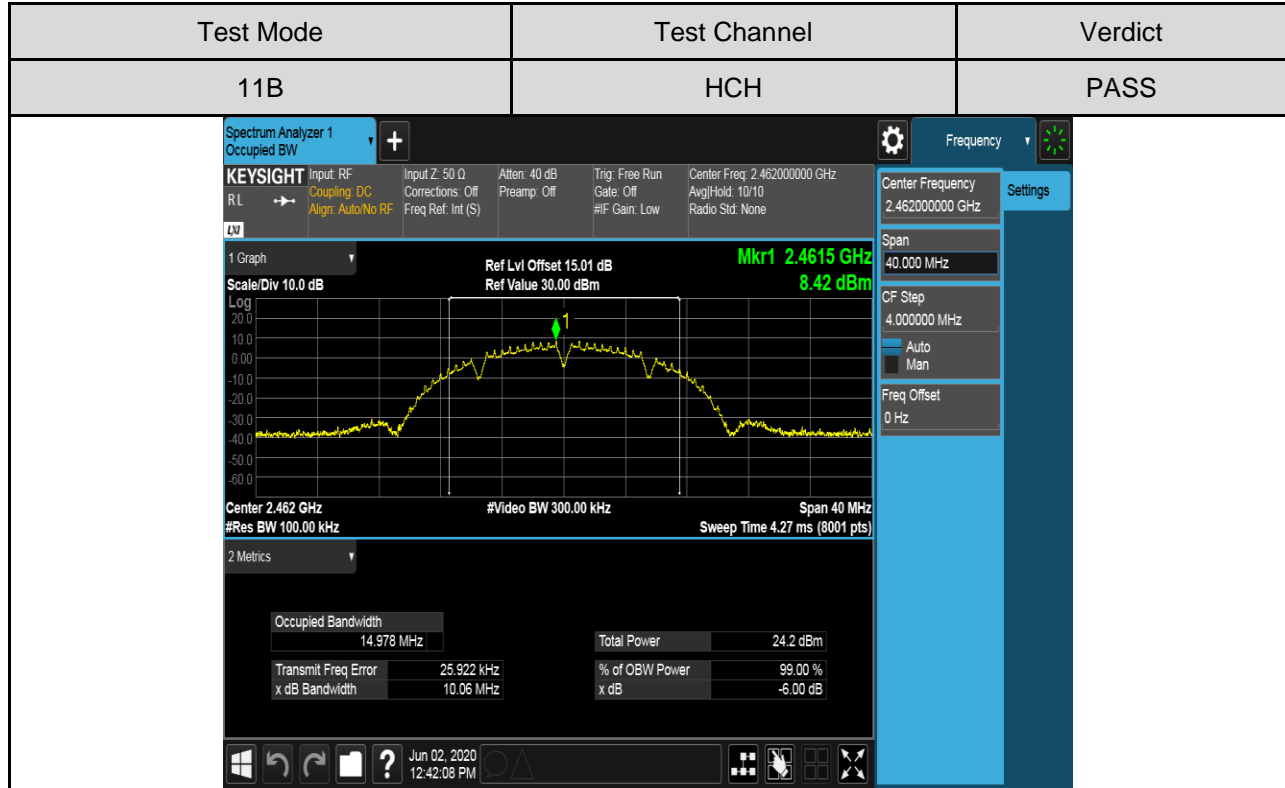 Test Mode Test Channel Verdict
11B HCH PASS
Spectrum Analyzer 1
Occupied BW
+
Frequency
KEYSIGHT
RL
LXI
Input: RF
Coupling: DC
Align: Auto/No RF
Input Z: 50 Ω
Corrections: Off
Freq Ref: Int (S)
Atten: 40 dB
Preamp: Off
Trig: Free Run
Gate: Off
#IF Gain: Low
Center Freq: 2.462000000 GHz
Avg|Hold: 10/10
Radio Std: None
Center Frequency
2.462000000 GHz
Settings
Span
40.000 MHz
CF Step
4.000000 MHz
Auto
Man
Freq Offset
0 Hz
1 Graph
Scale/Div 10.0 dB
Ref Lvl Offset 15.01 dB
Ref Value 30.00 dBm
Mkr1 2.4615 GHz
8.42 dBm
Log
20.0
10.0
0.00
-10.0
-20.0
-30.0
-40.0
-50.0
-60.0
1
Center 2.462 GHz #Video BW 300.00 kHz Span 40 MHz
#Res BW 100.00 kHz Sweep Time 4.27 ms (8001 pts)
2 Metrics
Occupied Bandwidth
14.978 MHz
Total Power 24.2 dBm
Transmit Freq Error 25.922 kHz % of OBW Power 99.00 %
x dB Bandwidth 10.06 MHz x dB -6.00 dB
?
Jun 02, 2020
12:42:08 PM